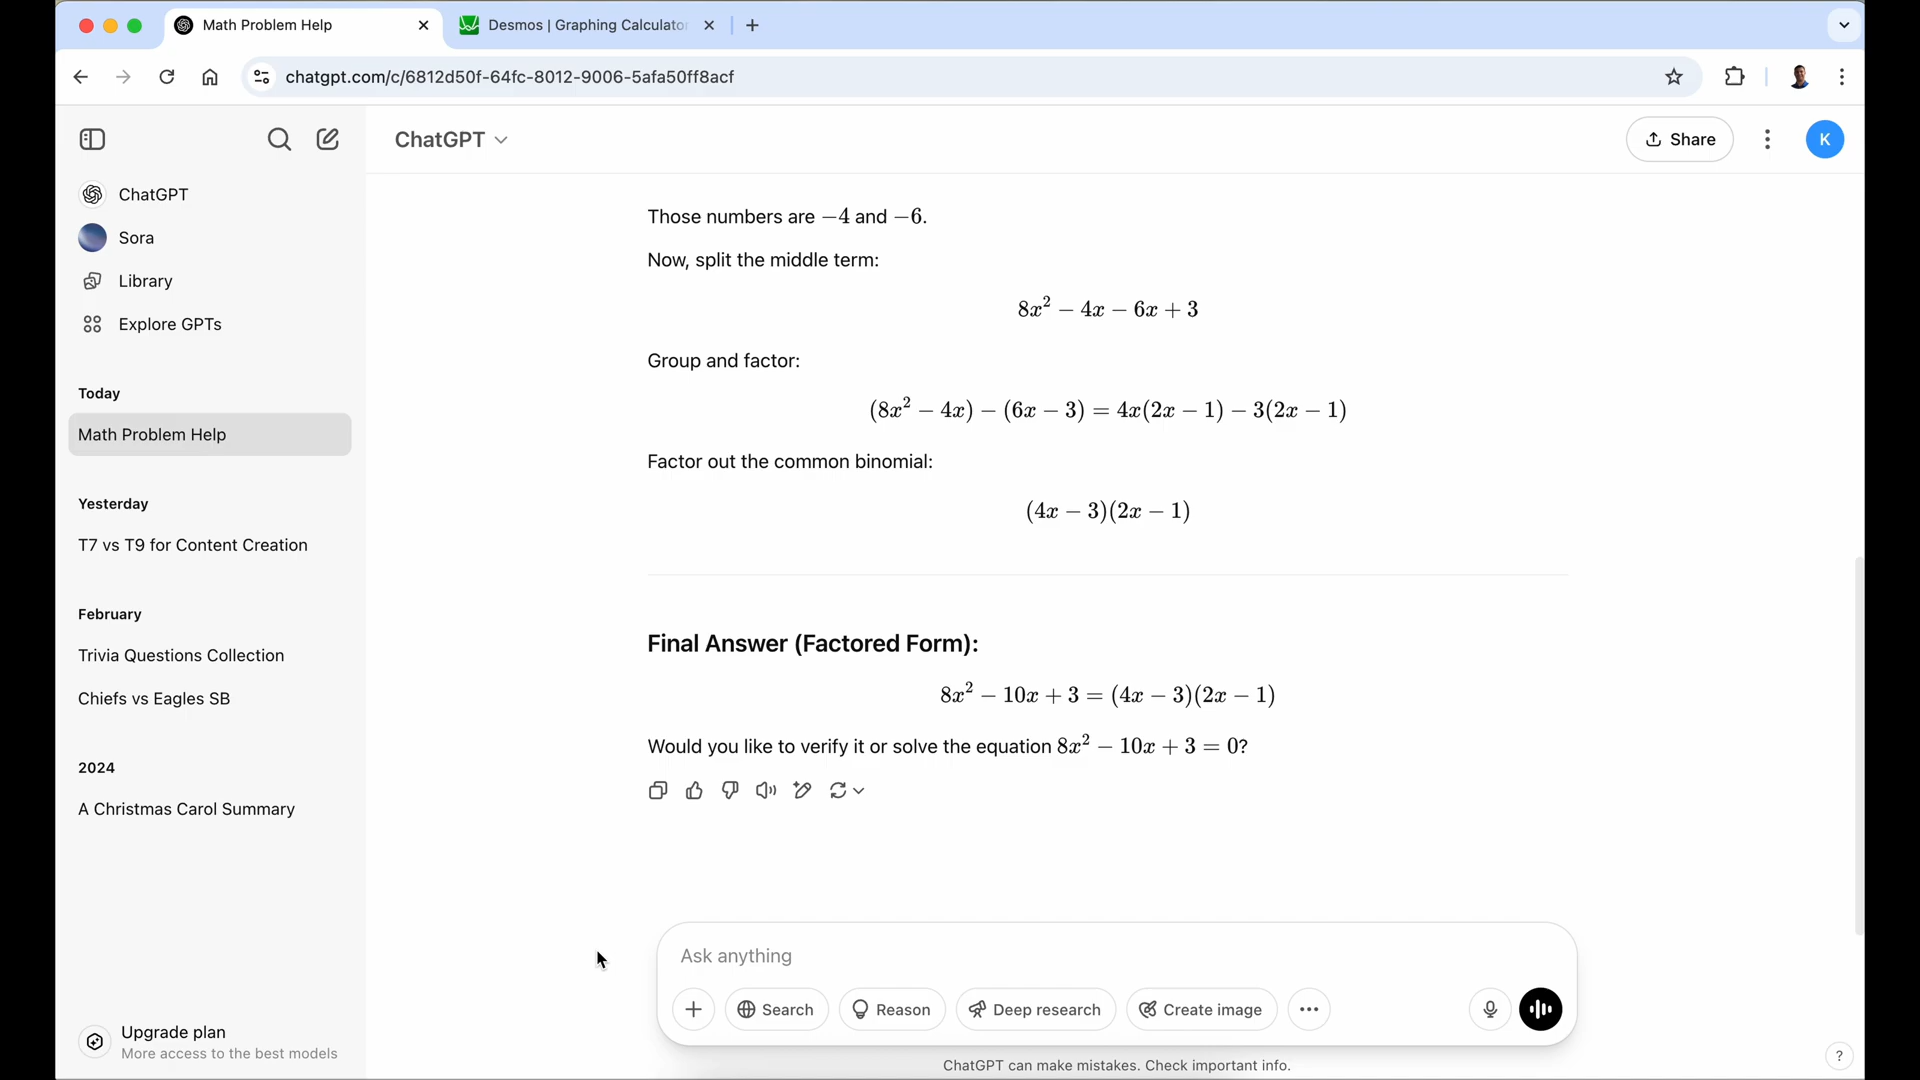 Math Problem Help
Desmos | Graphing Calculator
chatgpt.com/c/6812d50f-64fc-8012-9006-5afa50ff8acf
ChatGPT
Share
K
ChatGPT
Sora
Library
Explore GPTs
Today
Math Problem Help
Yesterday
T7 vs T9 for Content Creation
February
Trivia Questions Collection
Chiefs vs Eagles SB
2024
A Christmas Carol Summary
Upgrade plan
More access to the best models
Those numbers are −4 and −6.
Now, split the middle term:
8x² − 4x − 6x + 3
Group and factor:
(8x² − 4x) − (6x − 3) = 4x(2x − 1) − 3(2x − 1)
Factor out the common binomial:
(4x − 3)(2x − 1)
Final Answer (Factored Form):
8x² − 10x + 3 = (4x − 3)(2x − 1)
Would you like to verify it or solve the equation 8x² − 10x + 3 = 0?
Ask anything
Search
Reason
Deep research
Create image
ChatGPT can make mistakes. Check important info.
?